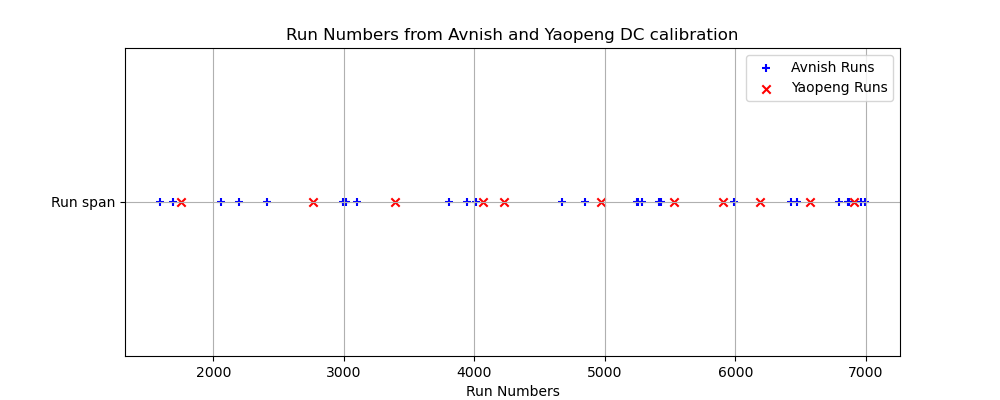 Run Numbers from Avnish and Yaopeng DC calibration
Avnish Runs
Yaopeng Runs
Run span
2000 3000 4000 5000 6000 7000
Run Numbers